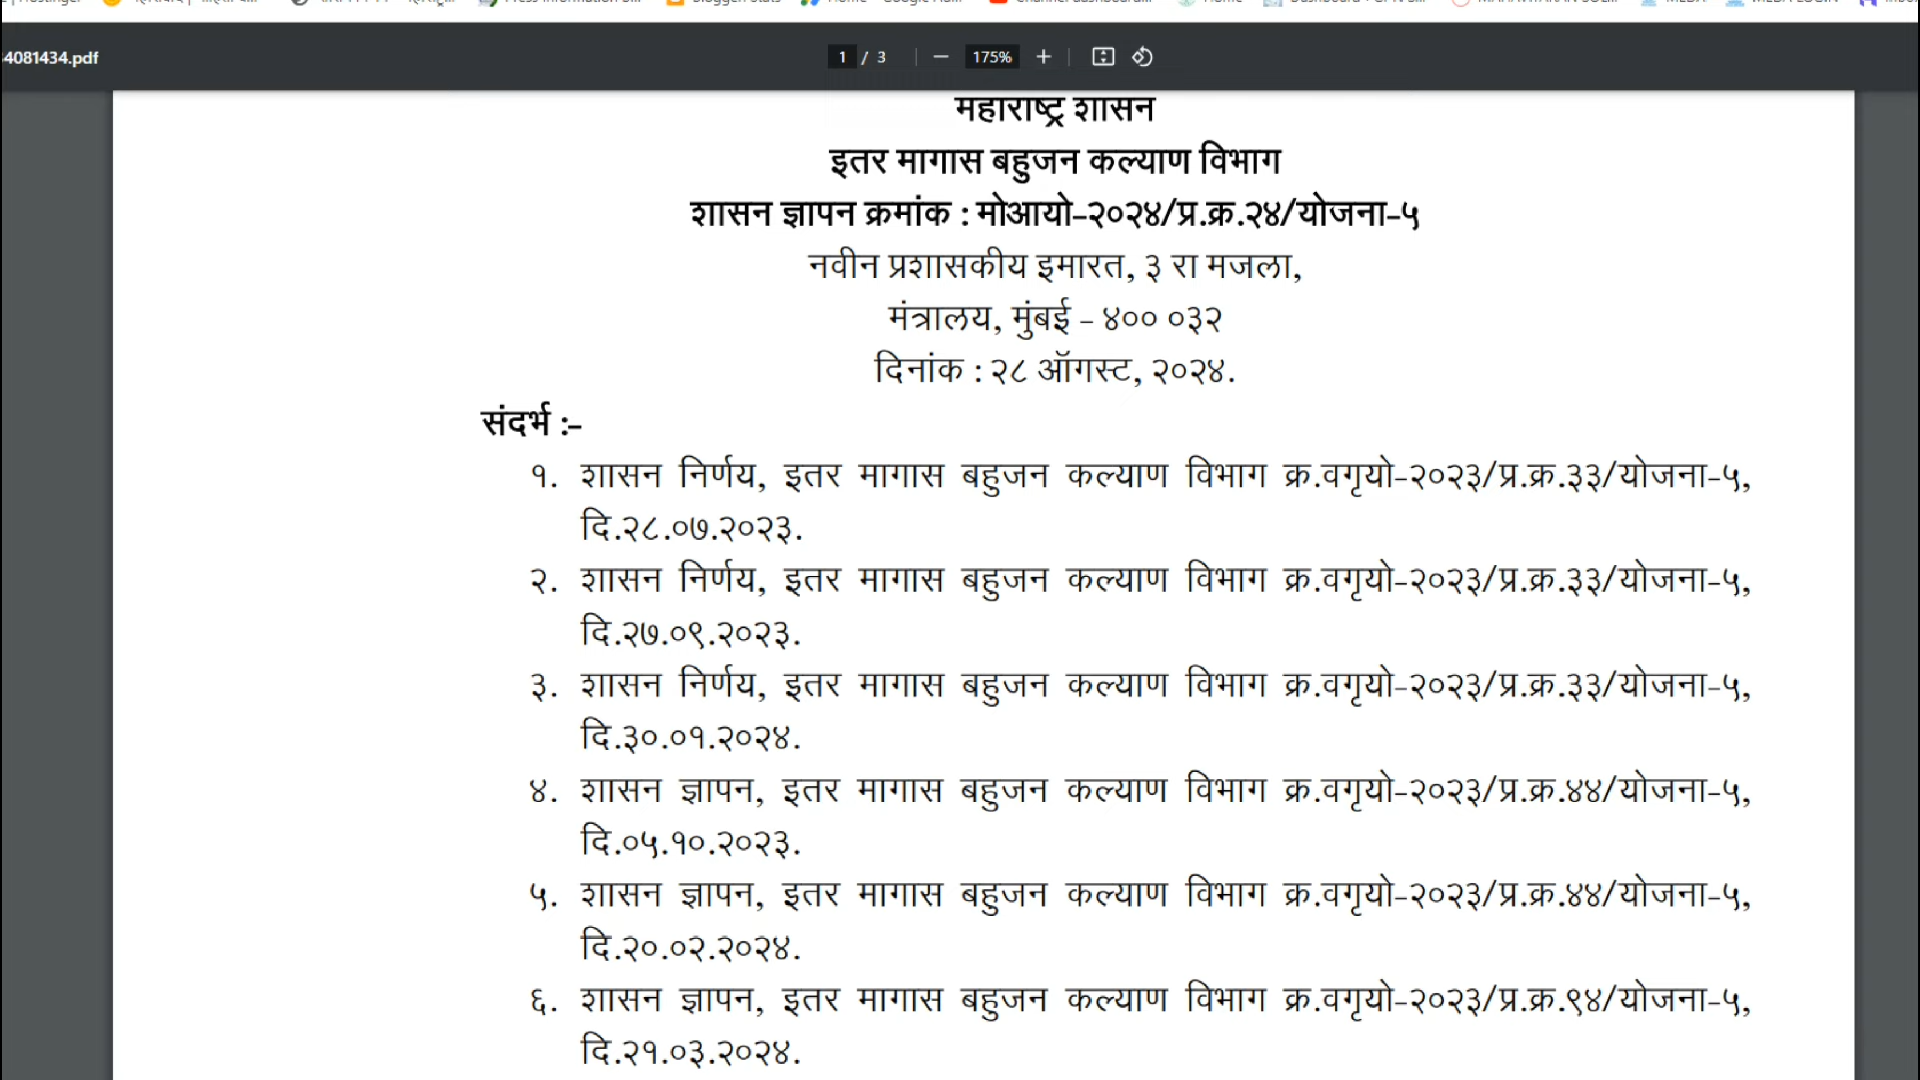 4081434.pdf
1 / 3
175%
महाराष्ट्र शासन
इतर मागास बहुजन कल्याण विभाग
शासन ज्ञापन क्रमांक : मोआयो-२०२४/प्र.क्र.२४/योजना-५
नवीन प्रशासकीय इमारत, ३ रा मजला,
मंत्रालय, मुंबई - ४०० ०३२
दिनांक : २८ ऑगस्ट, २०२४.
संदर्भ :-
१. शासन निर्णय, इतर मागास बहुजन कल्याण विभाग क्र.वगृयो-२०२३/प्र.क्र.३३/योजना-५,
दि.२८.०७.२०२३.
२. शासन निर्णय, इतर मागास बहुजन कल्याण विभाग क्र.वगृयो-२०२३/प्र.क्र.३३/योजना-५,
दि.२७.०९.२०२३.
३. शासन निर्णय, इतर मागास बहुजन कल्याण विभाग क्र.वगृयो-२०२३/प्र.क्र.३३/योजना-५,
दि.३०.०१.२०२४.
४. शासन ज्ञापन, इतर मागास बहुजन कल्याण विभाग क्र.वगृयो-२०२३/प्र.क्र.४४/योजना-५,
दि.०५.१०.२०२३.
५. शासन ज्ञापन, इतर मागास बहुजन कल्याण विभाग क्र.वगृयो-२०२३/प्र.क्र.४४/योजना-५,
दि.२०.०२.२०२४.
६. शासन ज्ञापन, इतर मागास बहुजन कल्याण विभाग क्र.वगृयो-२०२३/प्र.क्र.९४/योजना-५,
दि.२१.०३.२०२४.